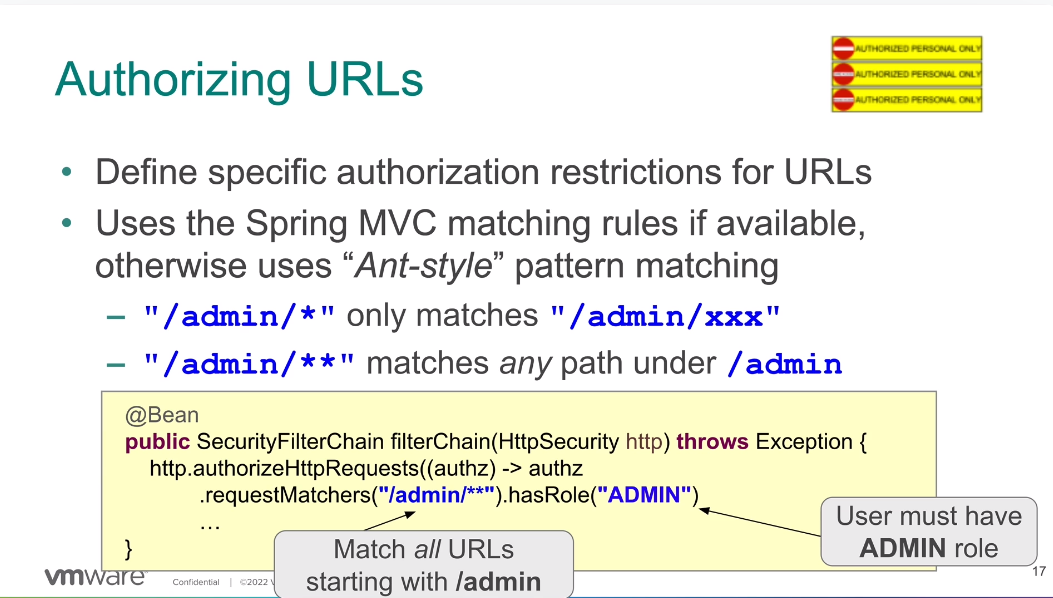 Authorizing URLs
AUTHORIZED PERSONAL ONLY
AUTHORIZED PERSONAL ONLY
AUTHORIZED PERSONAL ONLY
• Define specific authorization restrictions for URLs
• Uses the Spring MVC matching rules if available,
otherwise uses “Ant-style” pattern matching
– "/admin/*" only matches "/admin/xxx"
– "/admin/**" matches any path under /admin
@Bean
public SecurityFilterChain filterChain(HttpSecurity http) throws Exception {
http.authorizeHttpRequests((authz) -> authz
.requestMatchers("/admin/**").hasRole("ADMIN")
…
}
User must have
ADMIN role
Match all URLs
starting with /admin
vmware
Confidential | ©2022
17